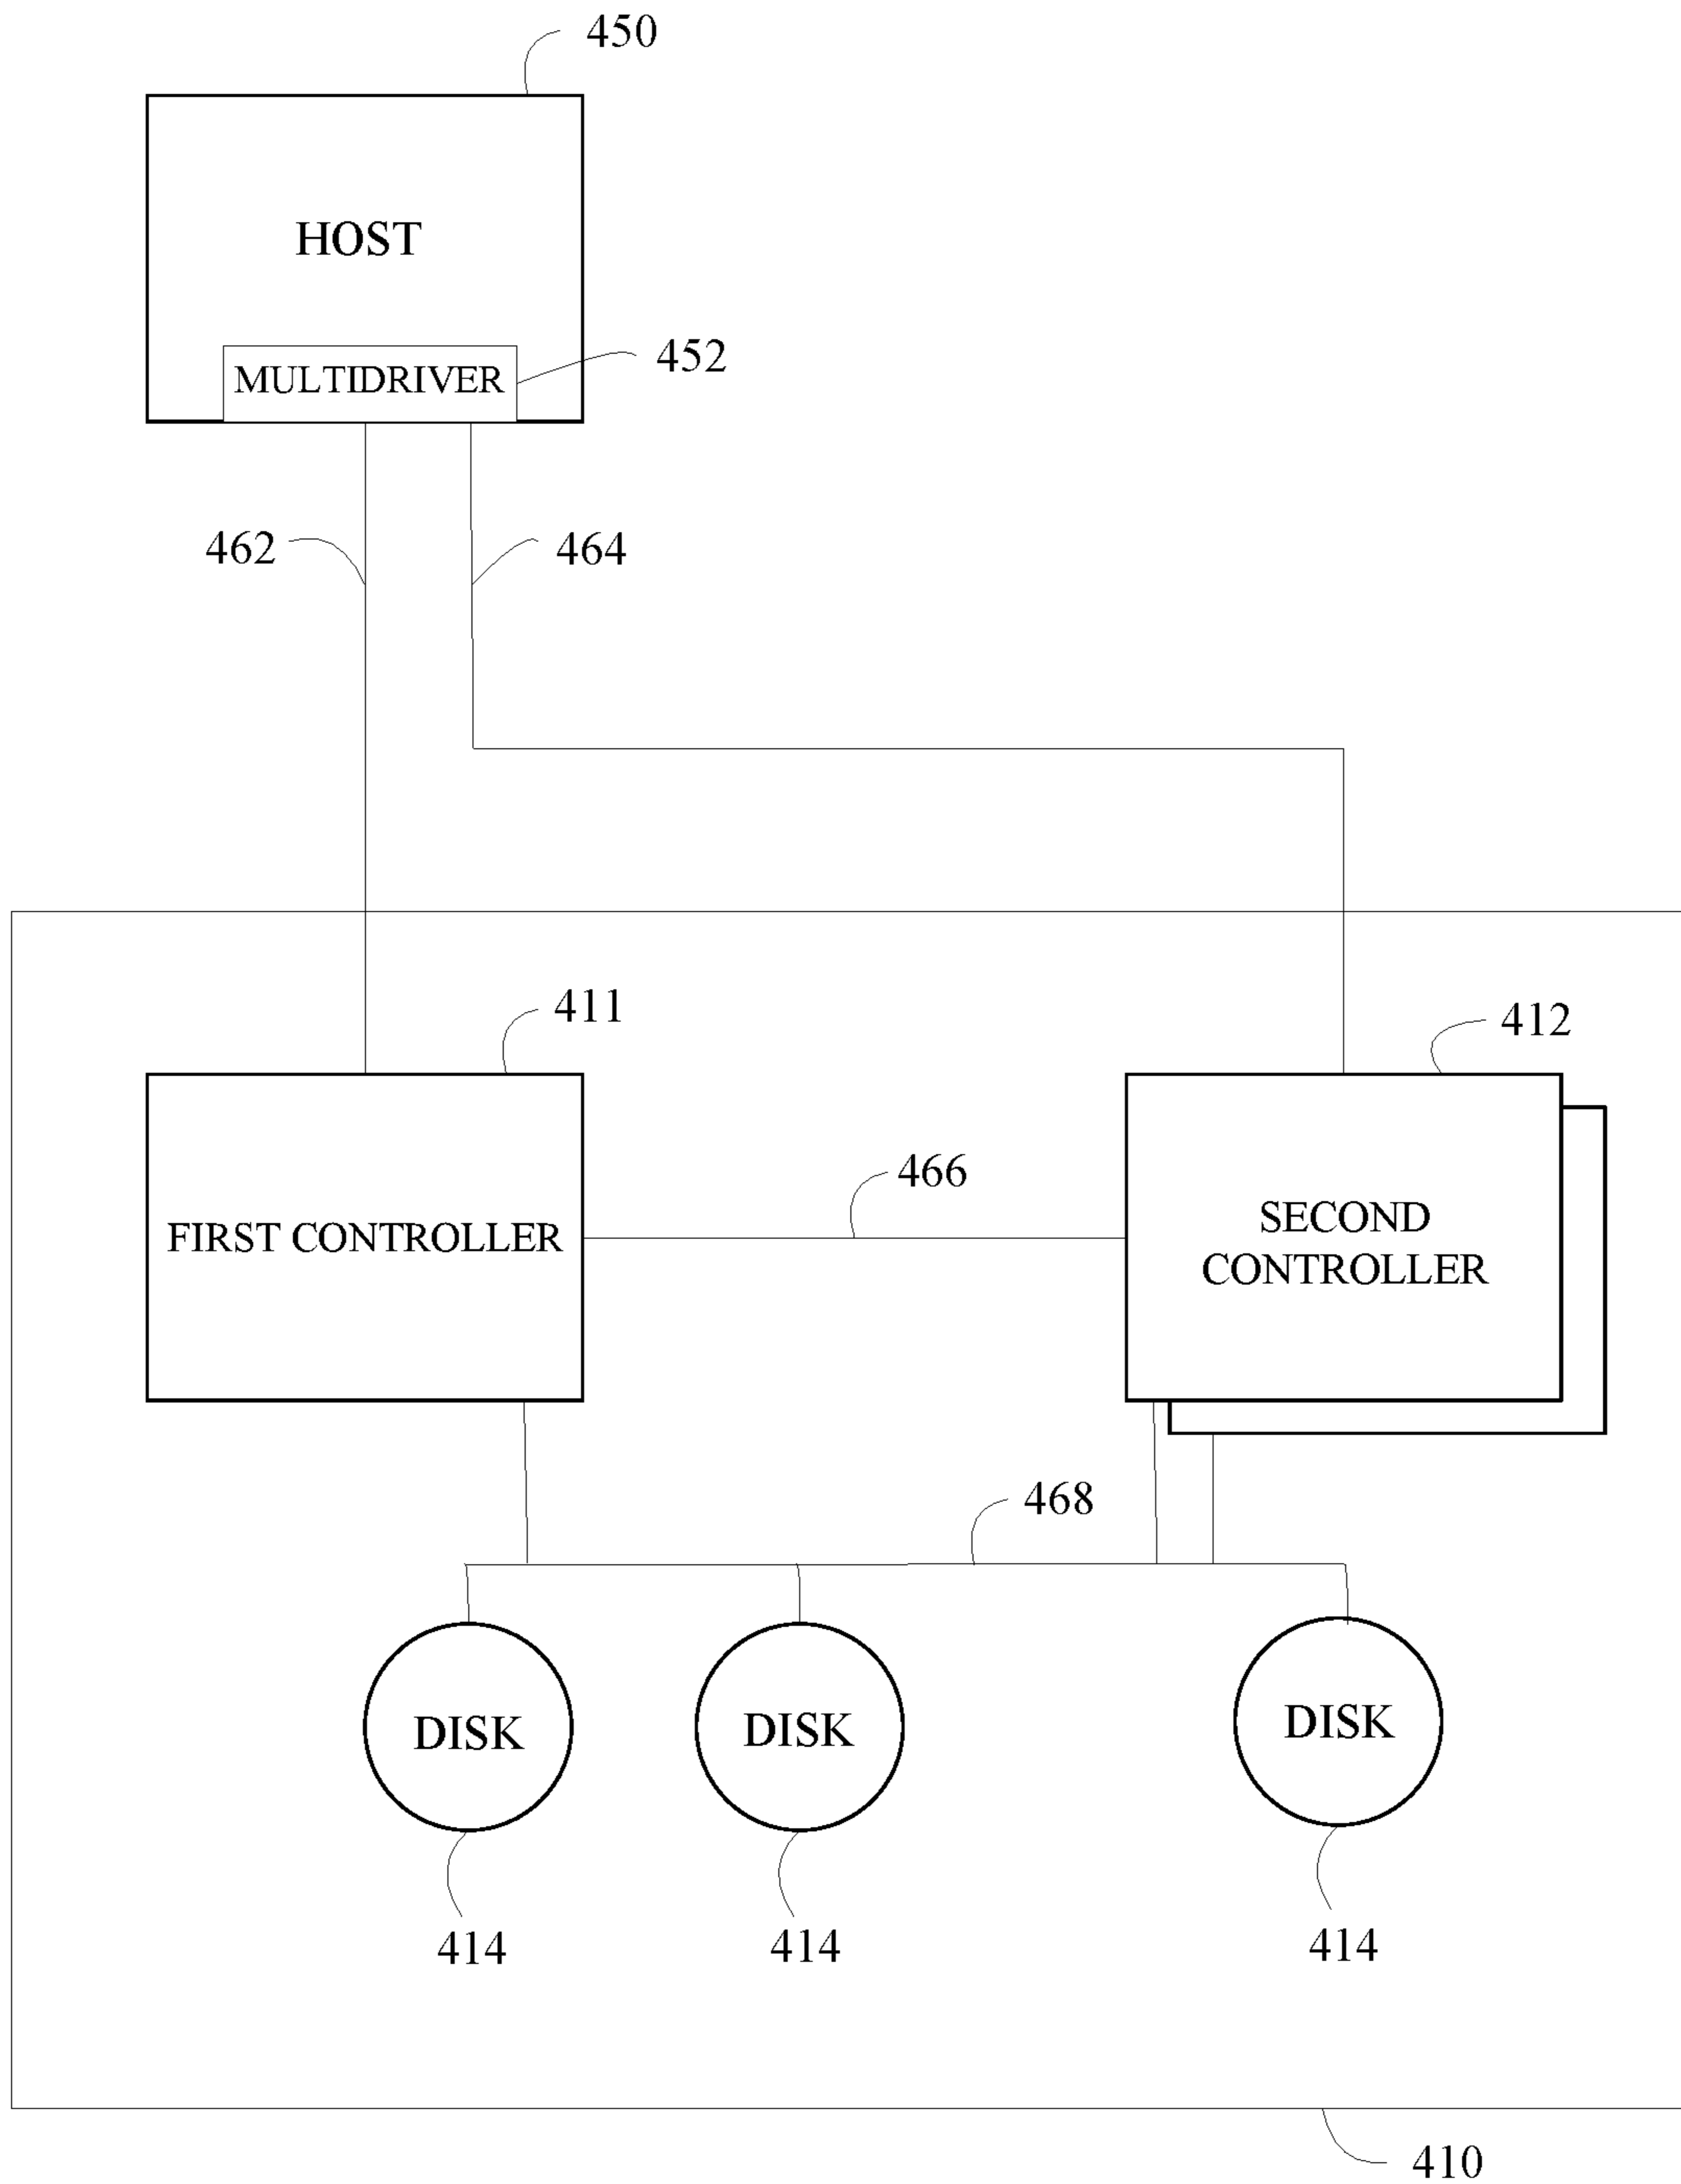 450
HOST
452
MULTIDRIVER
462
464
411
412
466
FIRST CONTROLLER
SECOND
CONTROLLER
468
DISK
DISK
DISK
414
414
414
410